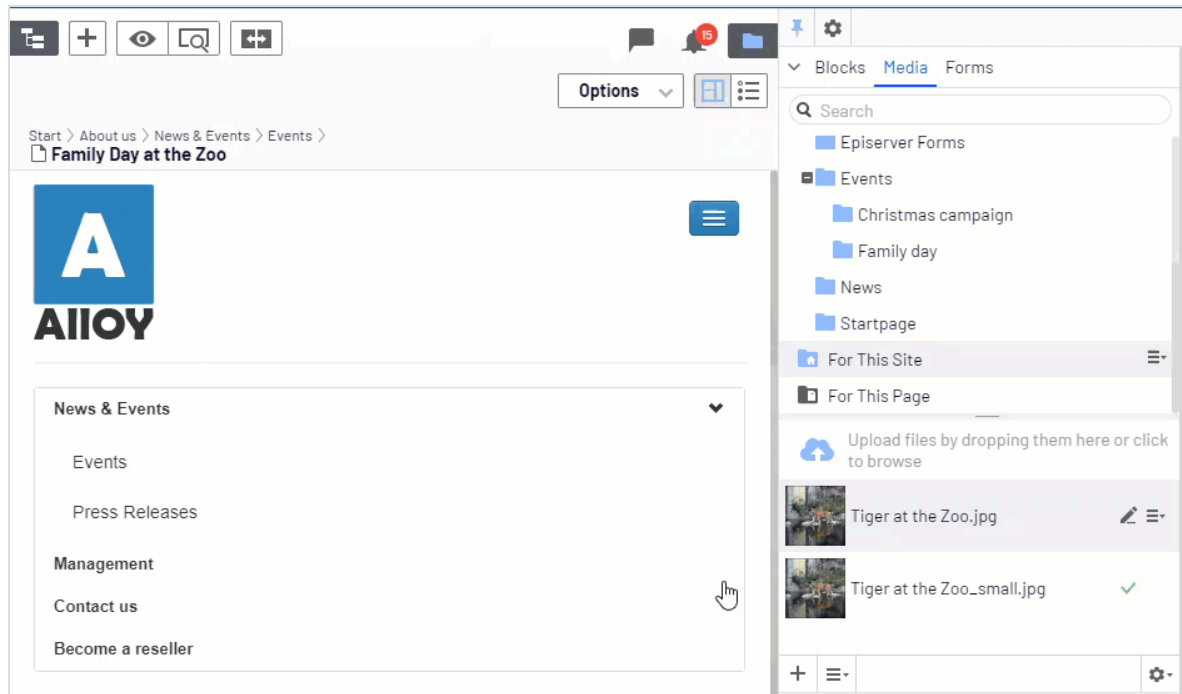 15
Options
Start > About us > News & Events > Events >
Family Day at the Zoo
A
AllOY
News & Events
Events
Press Releases
Management
Contact us
Become a reseller
Blocks Media Forms
Search
Episerver Forms
Events
Christmas campaign
Family day
News
Startpage
For This Site
For This Page
Upload files by dropping them here or click
to browse
Tiger at the Zoo.jpg
Tiger at the Zoo_small.jpg